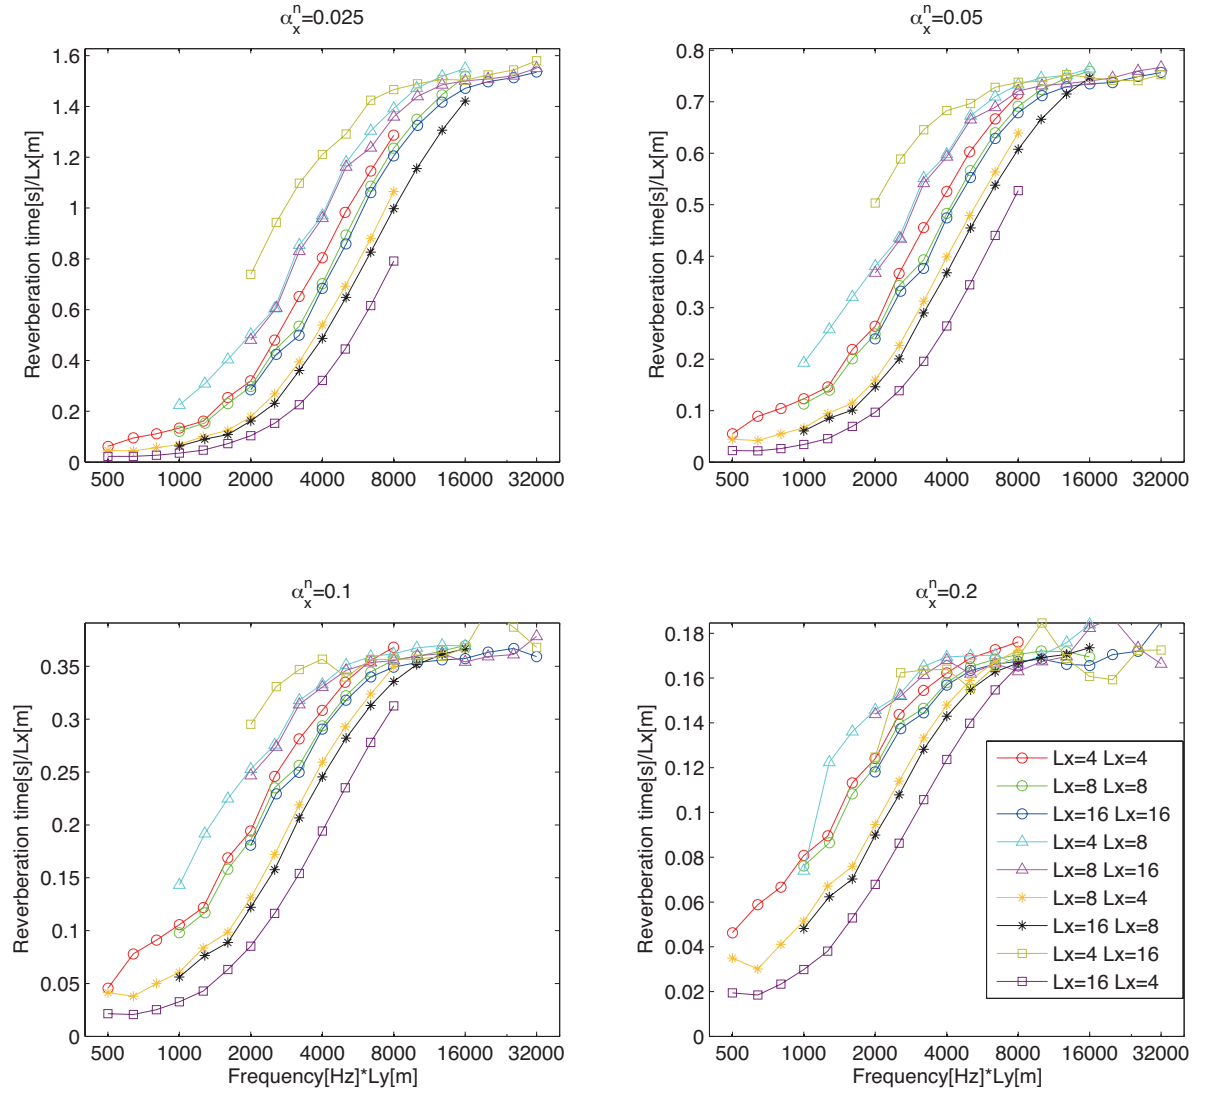 α_x^n=0.025
Reverberation time[s]/Lx[m]
1.6
1.4
1.2
1
0.8
0.6
0.4
0.2
0
500 1000 2000 4000 8000 16000 32000
α_x^n=0.05
Reverberation time[s]/Lx[m]
0.8
0.7
0.6
0.5
0.4
0.3
0.2
0.1
0
500 1000 2000 4000 8000 16000 32000
α_x^n=0.1
Reverberation time[s]/Lx[m]
0.35
0.3
0.25
0.2
0.15
0.1
0.05
0
500 1000 2000 4000 8000 16000 32000
Frequency[Hz]*Ly[m]
α_x^n=0.2
Reverberation time[s]/Lx[m]
0.18
0.16
0.14
0.12
0.1
0.08
0.06
0.04
0.02
0
500 1000 2000 4000 8000 16000 32000
Frequency[Hz]*Ly[m]
Lx=4 Lx=4
Lx=8 Lx=8
Lx=16 Lx=16
Lx=4 Lx=8
Lx=8 Lx=16
Lx=8 Lx=4
Lx=16 Lx=8
Lx=4 Lx=16
Lx=16 Lx=4